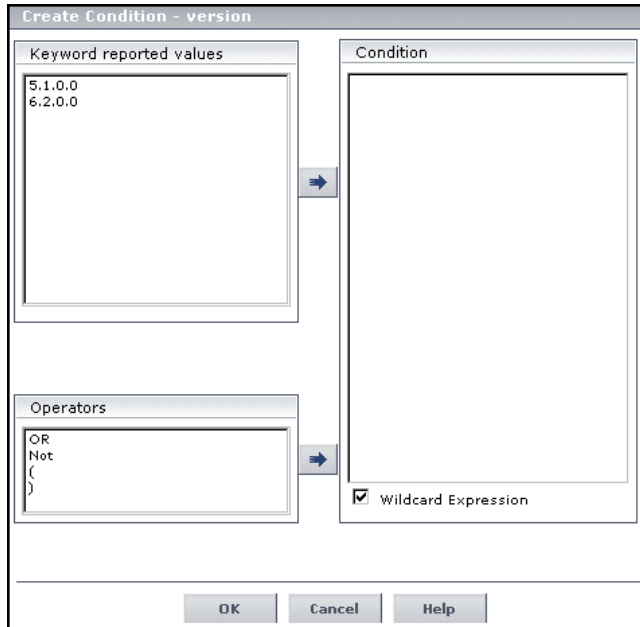 Create Condition - version
Keyword reported values
5.1.0.0
6.2.0.0
Operators
OR
Not
(
)
Condition
Wildcard Expression
OK
Cancel
Help